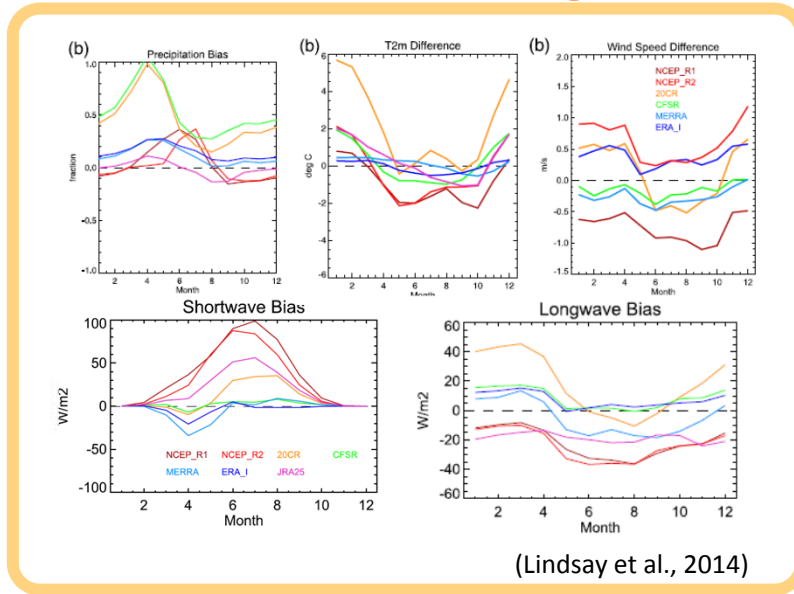 (b) Precipitation Bias
1.0
0.5
0.0
-0.5
-1.0
fraction
2 4 6 8 10 12
Month
(b) T2m Difference
6
4
2
0
-2
-4
-6
deg C
2 4 6 8 10 12
Month
(b) Wind Speed Difference
2.0
1.5
1.0
0.5
0.0
-0.5
-1.0
-1.5
m/s
NCEP_R1
NCEP_R2
20CR
CFSR
MERRA
ERA_I
2 4 6 8 10 12
Month
Shortwave Bias
100
50
0
-50
-100
W/m2
NCEP_R1 NCEP_R2 20CR CFSR
MERRA ERA_I JRA25
2 4 6 8 10 12
Month
Longwave Bias
60
40
20
0
-20
-40
-60
W/m2
2 4 6 8 10 12
Month
(Lindsay et al., 2014)